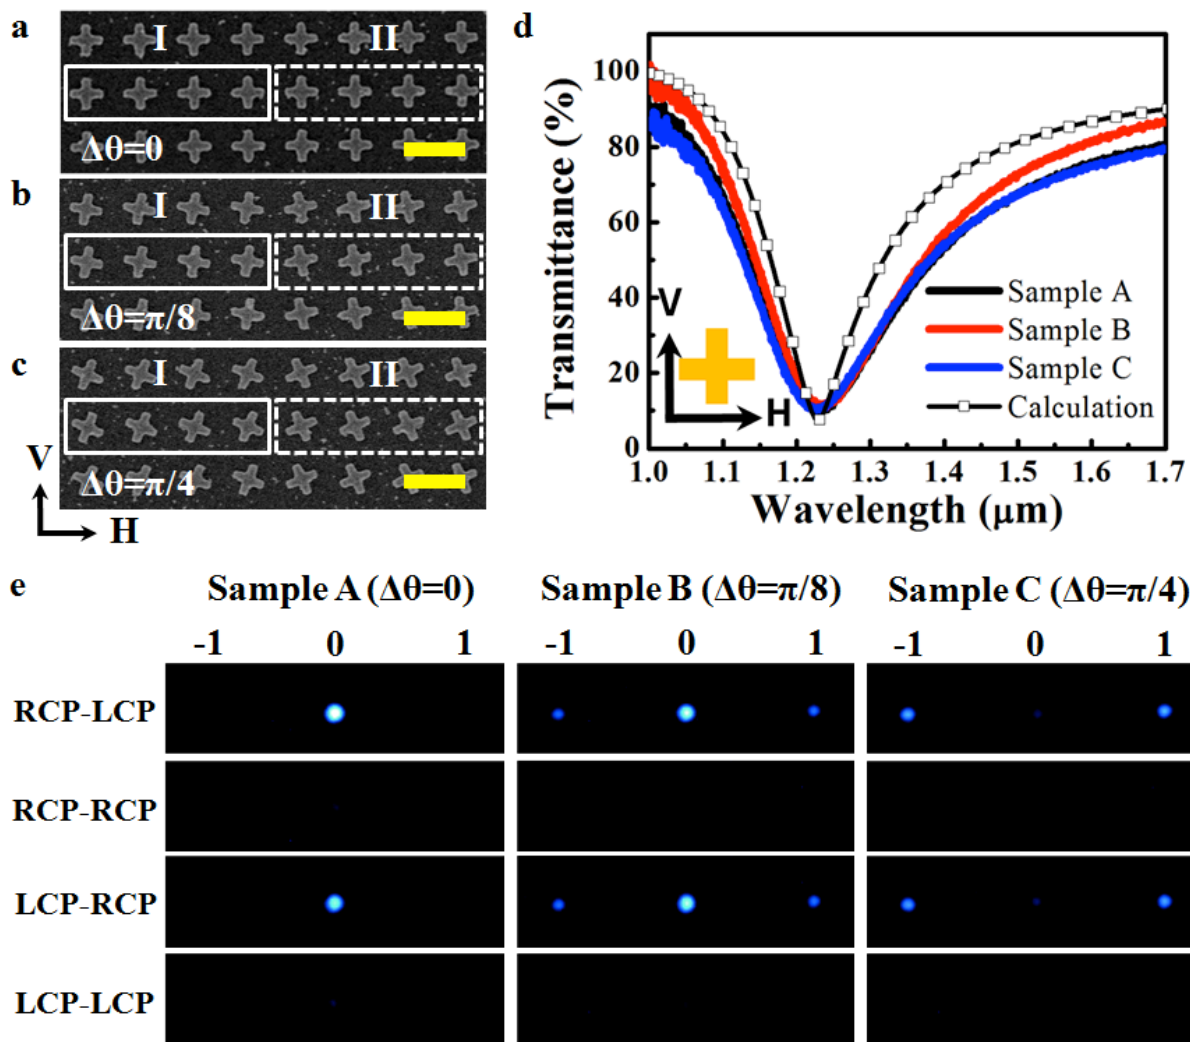 a
I II
Δθ=0
b
I II
Δθ=π/8
c
I II
Δθ=π/4
V
H
d
Transmittance (%)
100
80
60
40
20
0
V
H
Sample A
Sample B
Sample C
Calculation
1.0 1.1 1.2 1.3 1.4 1.5 1.6 1.7
Wavelength (μm)
e
Sample A (Δθ=0) Sample B (Δθ=π/8) Sample C (Δθ=π/4)
-1 0 1 -1 0 1 -1 0 1
RCP-LCP
RCP-RCP
LCP-RCP
LCP-LCP